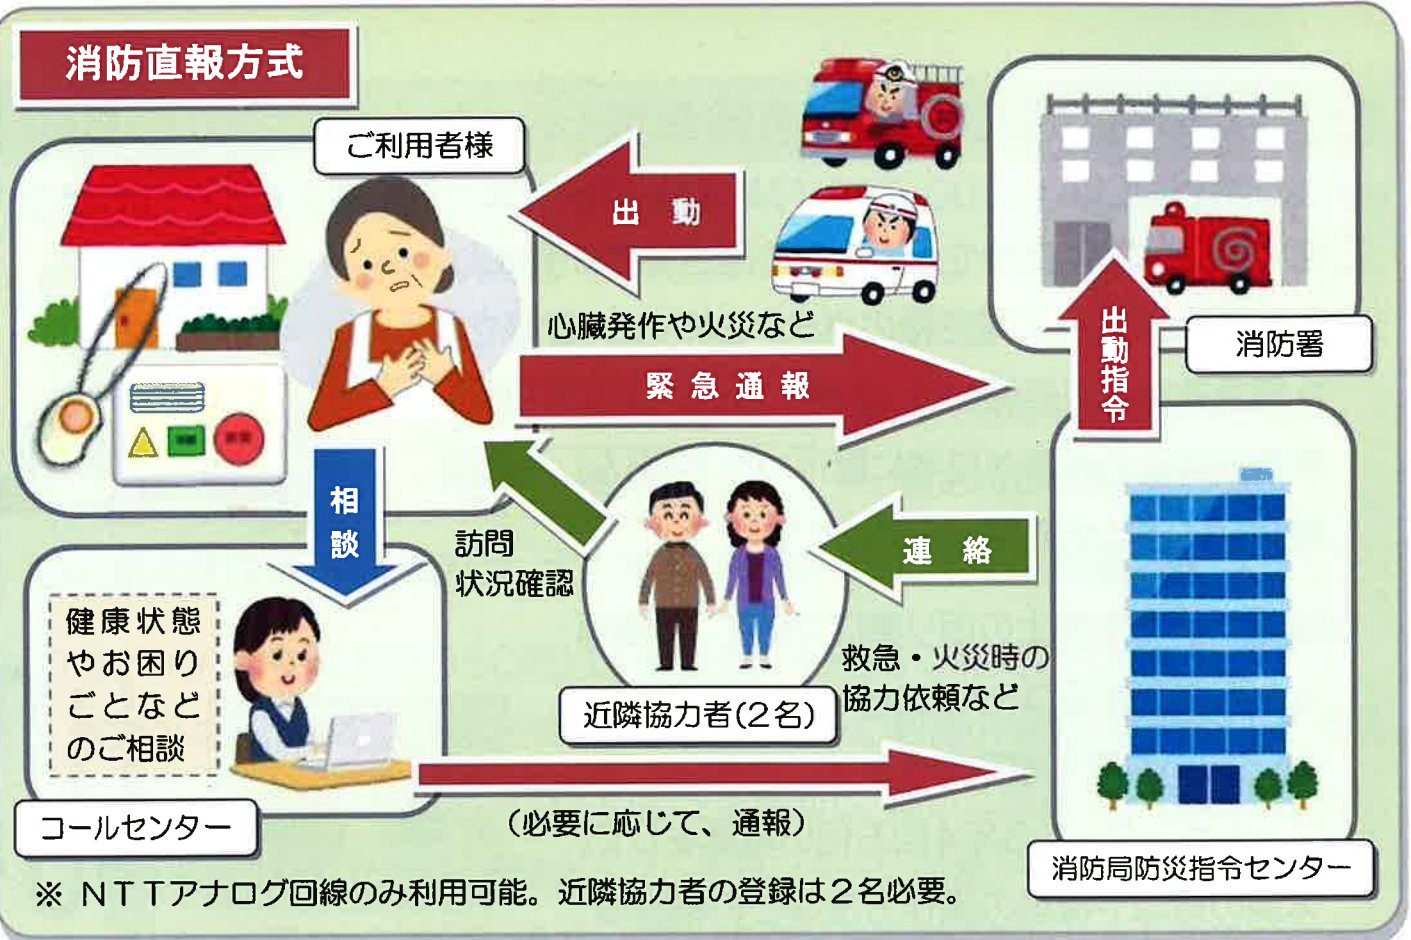 消防直報方式
ご利用者様
出動
心臓発作や火災など
緊急通報
出動指令
消防署
相談
訪問
状況確認
連絡
健康状態
やお困り
ごとなど
のご相談
救急・火災時の
協力依頼など
近隣協力者(2名)
コールセンター
(必要に応じて、通報)
消防局防災指令センター
※ NTTアナログ回線のみ利用可能。近隣協力者の登録は2名必要。